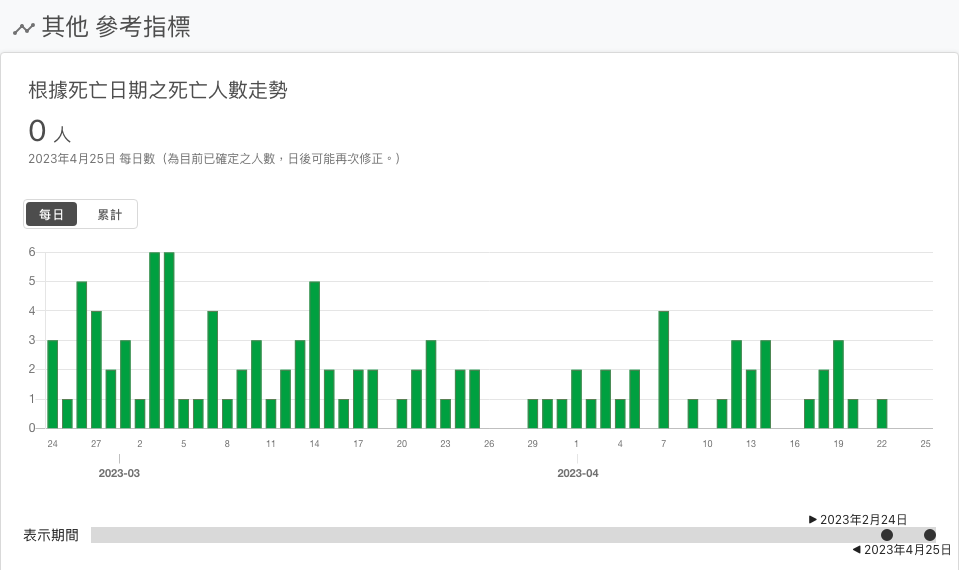 其他 參考指標
根據死亡日期之死亡人數走勢
0 人
2023年4月25日 每日數（為目前已確定之人數，日後可能再次修正。）
每日 累計
6
5
4
3
2
1
0
24 27 2 5 8 11 14 17 20 23 26 29 1 4 7 10 13 16 19 22 25
2023-03 2023-04
▶ 2023年2月24日
表示期間
◀ 2023年4月25日